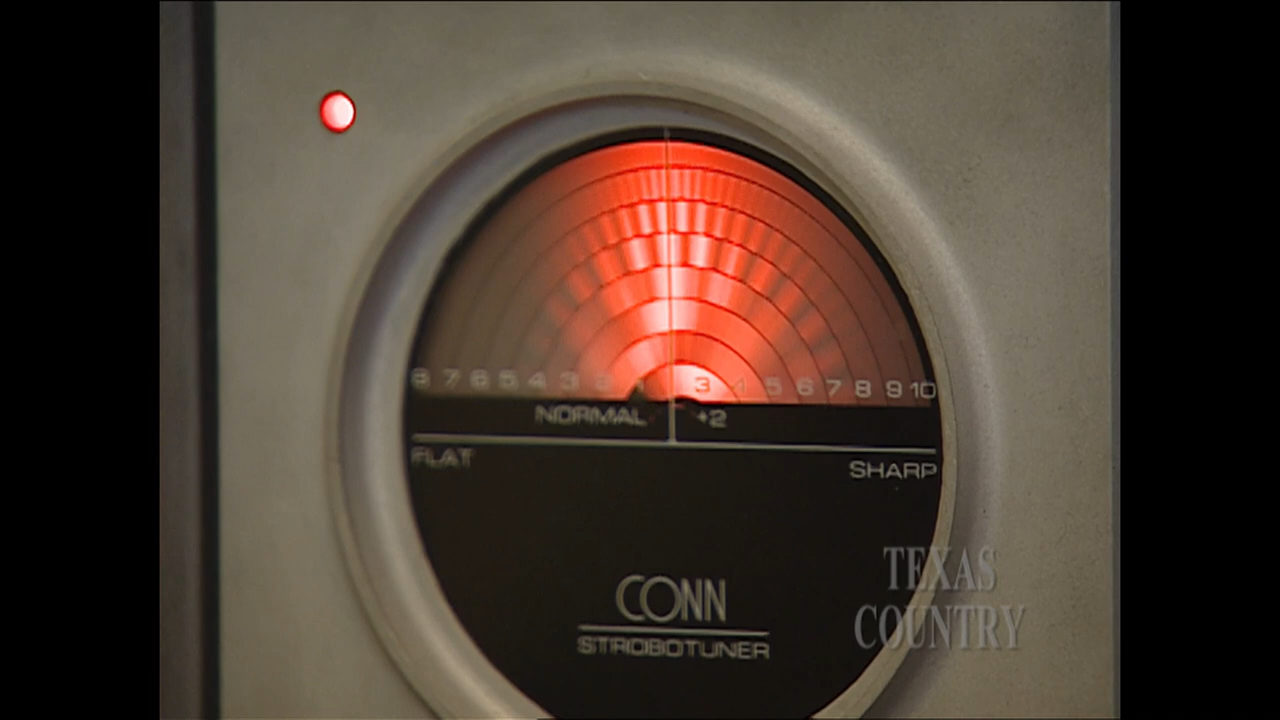 8 7 6 5 4 3 2 3 4 5 6 7 8 9 10
NORMAL +2
FLAT SHARP
CONN
STROBOTUNER
TEXAS
COUNTRY